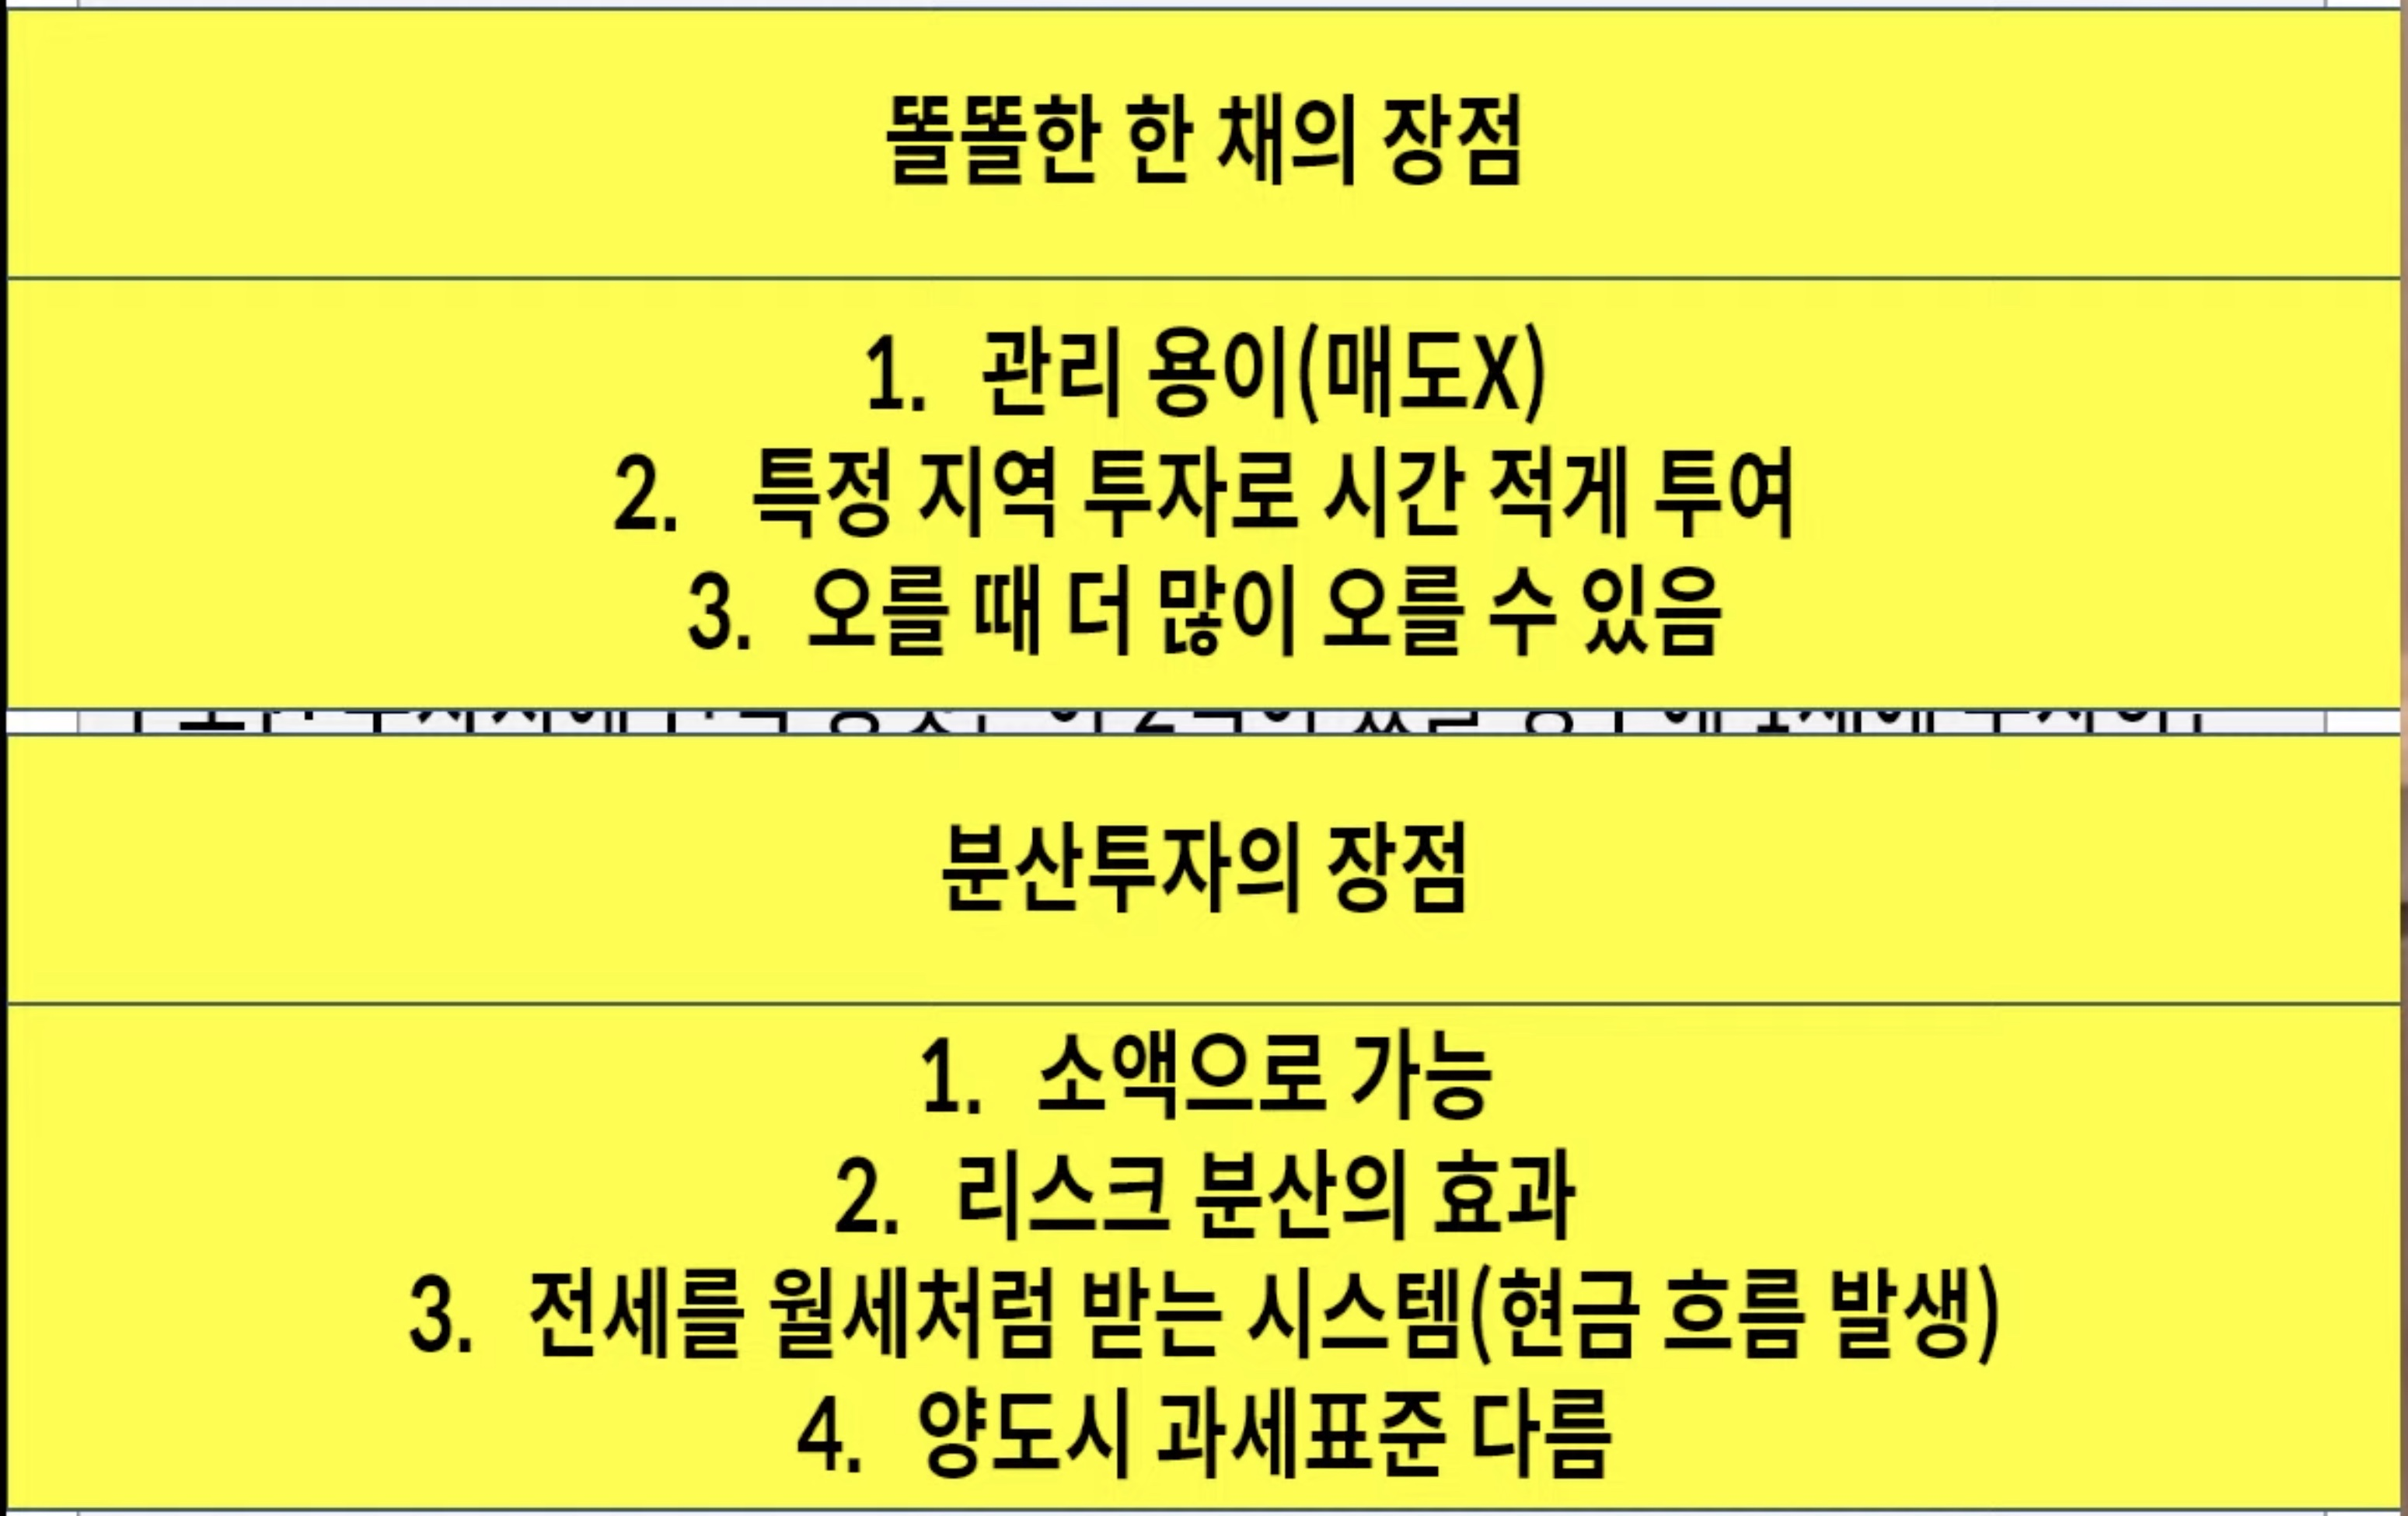 똘똘한 한 채의 장점
1. 관리 용이(매도X)
2. 특정 지역 투자로 시간 적게 투여
3. 오를 때 더 많이 오를 수 있음
분산투자의 장점
1. 소액으로 가능
2. 리스크 분산의 효과
3. 전세를 월세처럼 받는 시스템(현금 흐름 발생)
4. 양도시 과세표준 다름